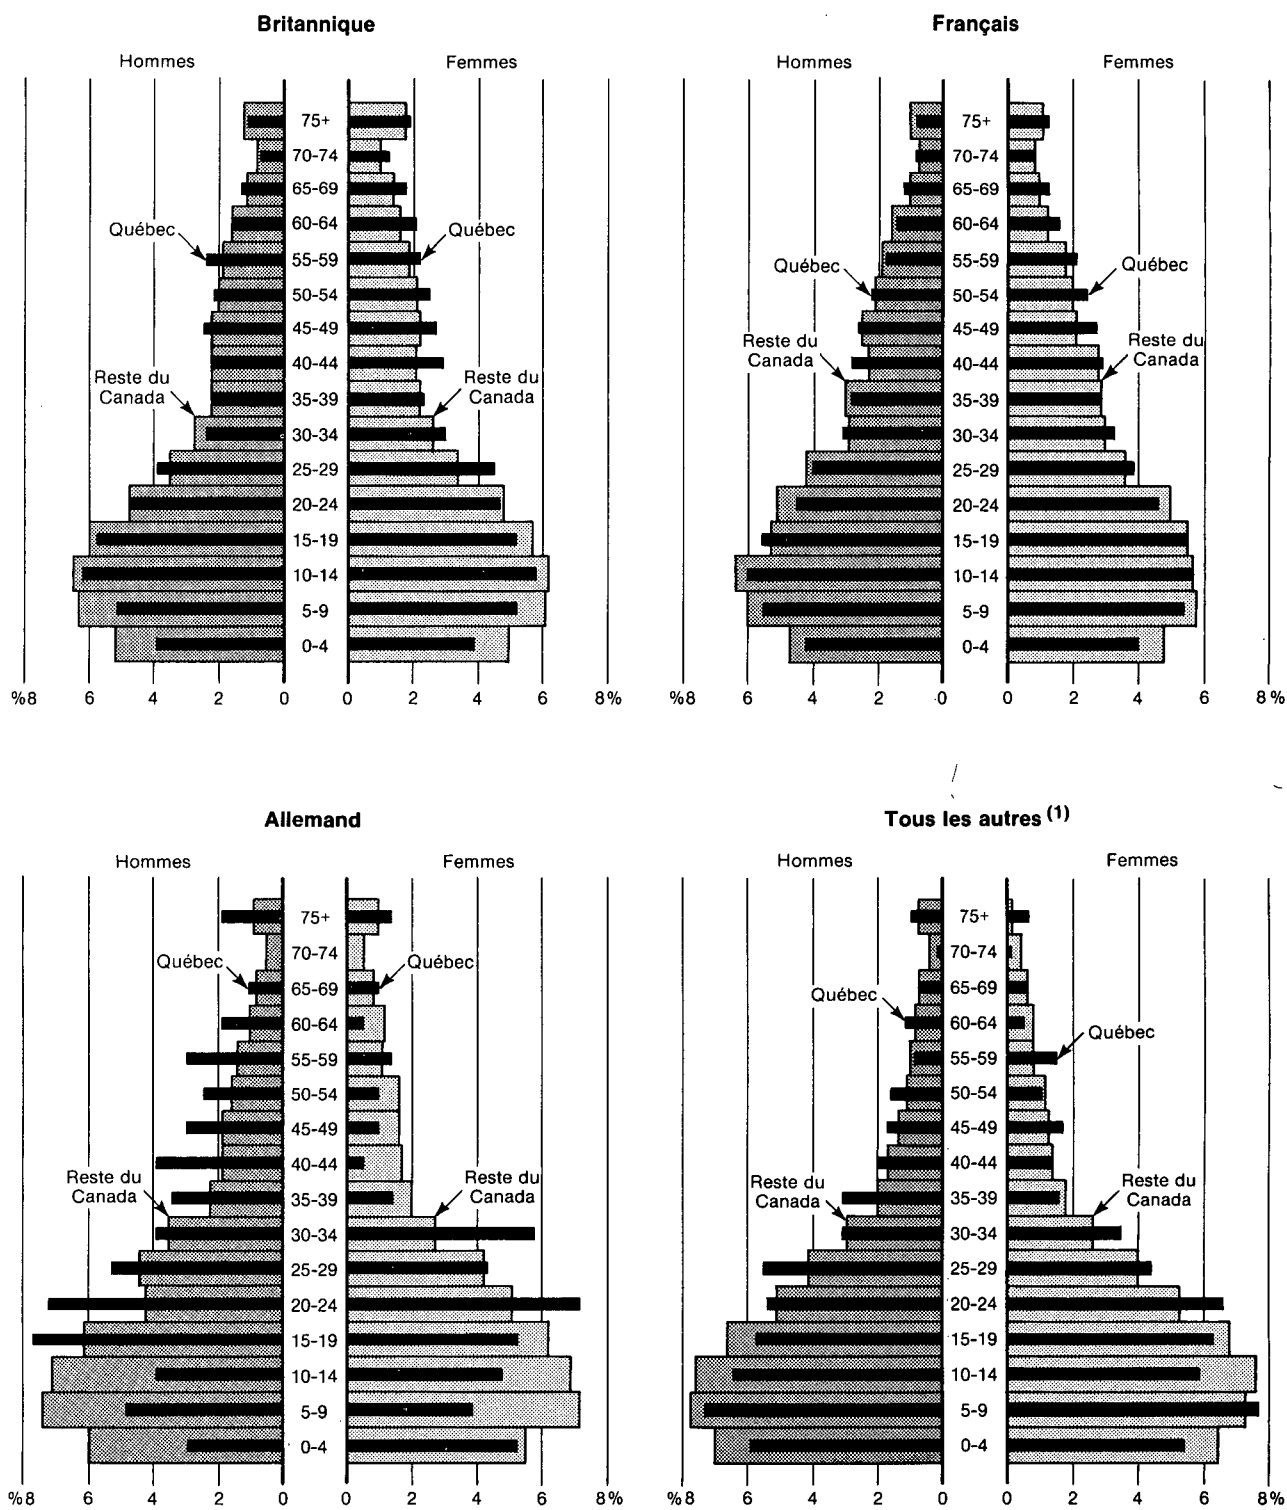 Britannique
Hommes
Femmes
75+
70-74
65-69
60-64
55-59
50-54
45-49
40-44
35-39
30-34
25-29
20-24
15-19
10-14
5-9
0-4
Québec
Québec
Reste du
Canada
Reste du
Canada
%8 6 4 2 0 0 2 4 6 8%
Français
Hommes
Femmes
75+
70-74
65-69
60-64
55-59
50-54
45-49
40-44
35-39
30-34
25-29
20-24
15-19
10-14
5-9
0-4
Québec
Québec
Reste du
Canada
Reste du
Canada
%8 6 4 2 0 0 2 4 6 8%
Allemand
Hommes
Femmes
75+
70-74
65-69
60-64
55-59
50-54
45-49
40-44
35-39
30-34
25-29
20-24
15-19
10-14
5-9
0-4
Québec
Québec
Reste du
Canada
Reste du
Canada
%8 6 4 2 0 0 2 4 6 8%
Tous les autres (1)
Hommes
Femmes
75+
70-74
65-69
60-64
55-59
50-54
45-49
40-44
35-39
30-34
25-29
20-24
15-19
10-14
5-9
0-4
Québec
Québec
Reste du
Canada
Reste du
Canada
%8 6 4 2 0 0 2 4 6 8%